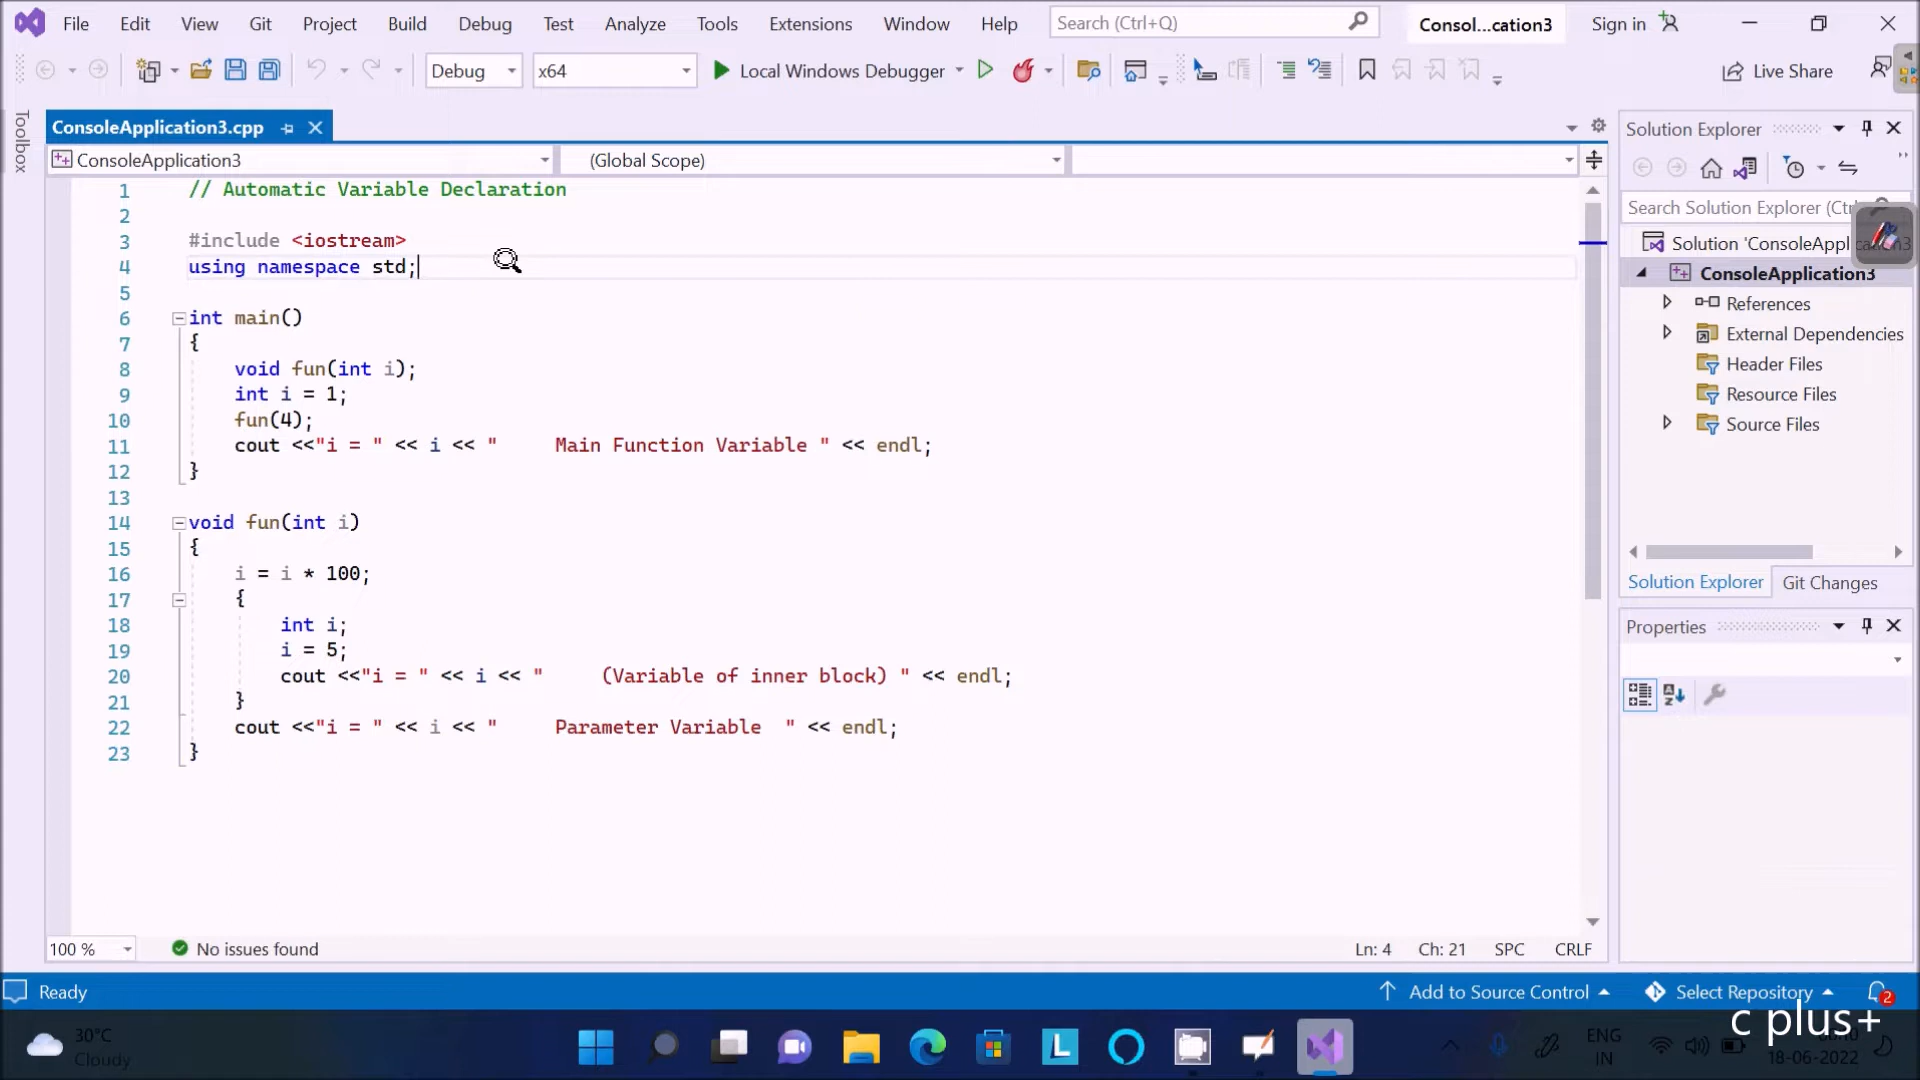 File Edit View Git Project Build Debug Test Analyze Tools Extensions Window Help Search (Ctrl+Q) Consol...cation3 Sign in
Debug x64 Local Windows Debugger Live Share
Toolbox
ConsoleApplication3.cpp
ConsoleApplication3 (Global Scope)
1 // Automatic Variable Declaration
2
3 #include <iostream>
4 using namespace std;
5
6 int main()
7 {
8 void fun(int i);
9 int i = 1;
10 fun(4);
11 cout <<"i = " << i << "     Main Function Variable " << endl;
12 }
13
14 void fun(int i)
15 {
16 i = i * 100;
17 {
18 int i;
19 i = 5;
20 cout <<"i = " << i << "     (Variable of inner block) " << endl;
21 }
22 cout <<"i = " << i << "     Parameter Variable  " << endl;
23 }
100 % No issues found Ln: 4 Ch: 21 SPC CRLF
Solution Explorer
Search Solution Explorer (Ctr
Solution 'ConsoleAppl
ConsoleApplication3
References
External Dependencies
Header Files
Resource Files
Source Files
Solution Explorer Git Changes
Properties
Ready Add to Source Control Select Repository 2
c plus+
30°C
Cloudy
ENG
IN
18-06-2022